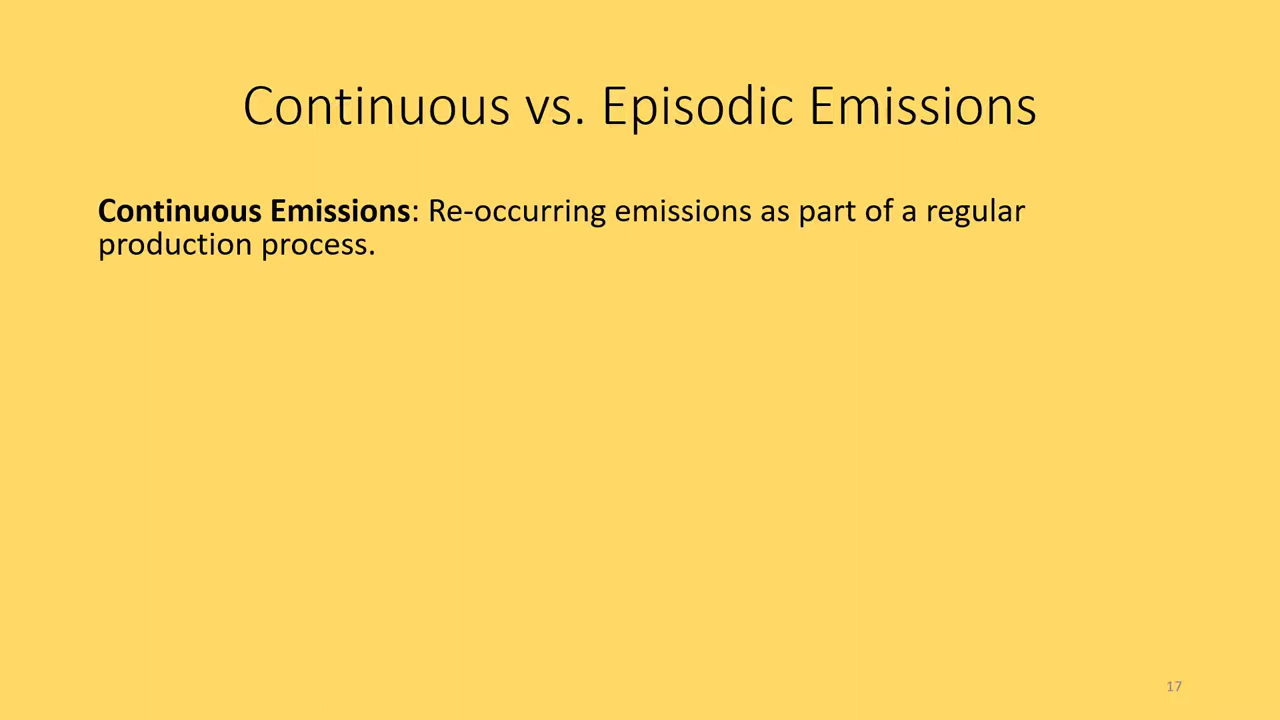 Continuous vs. Episodic Emissions
Continuous Emissions: Re-occurring emissions as part of a regular
production process.
17